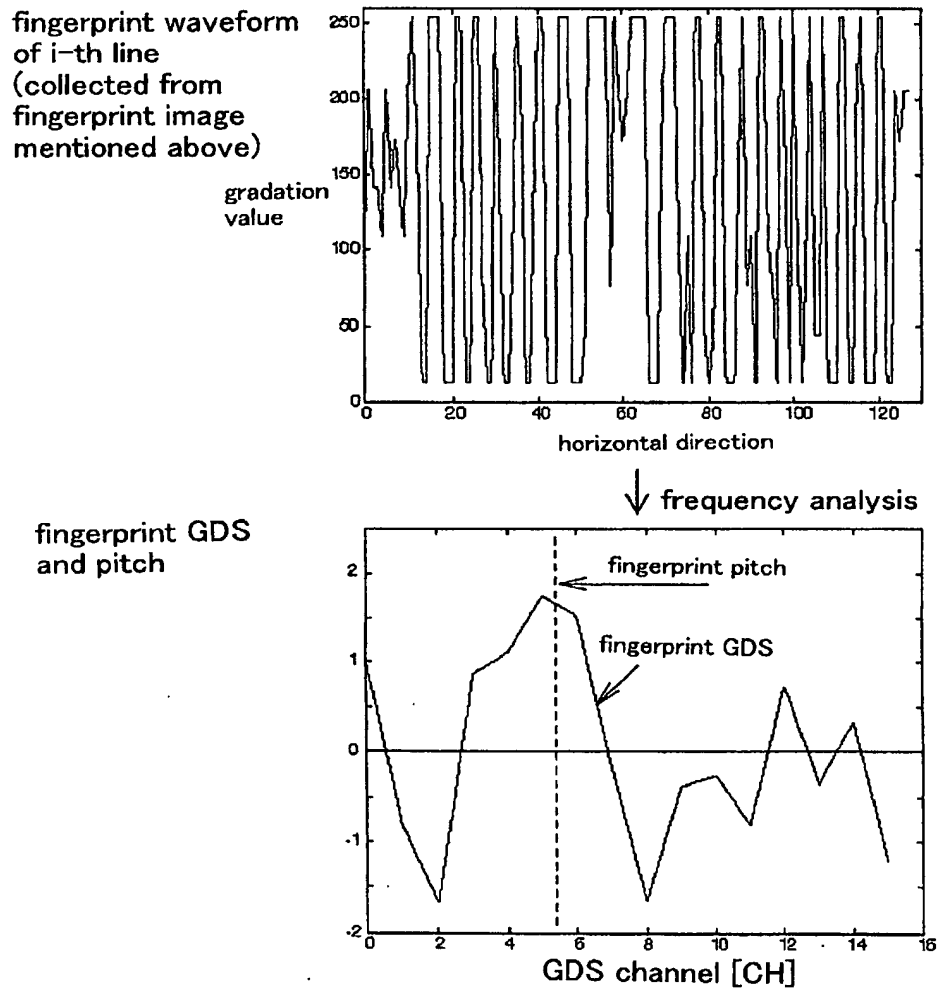 fingerprint waveform
of i-th line
(collected from
fingerprint image
mentioned above)
gradation
value
250
200
150
100
50
0
0 20 40 60 80 100 120
horizontal direction
frequency analysis
fingerprint GDS
and pitch
fingerprint pitch
fingerprint GDS
2
1
0
-1
-2
0 2 4 6 8 10 12 14 16
GDS channel [CH]